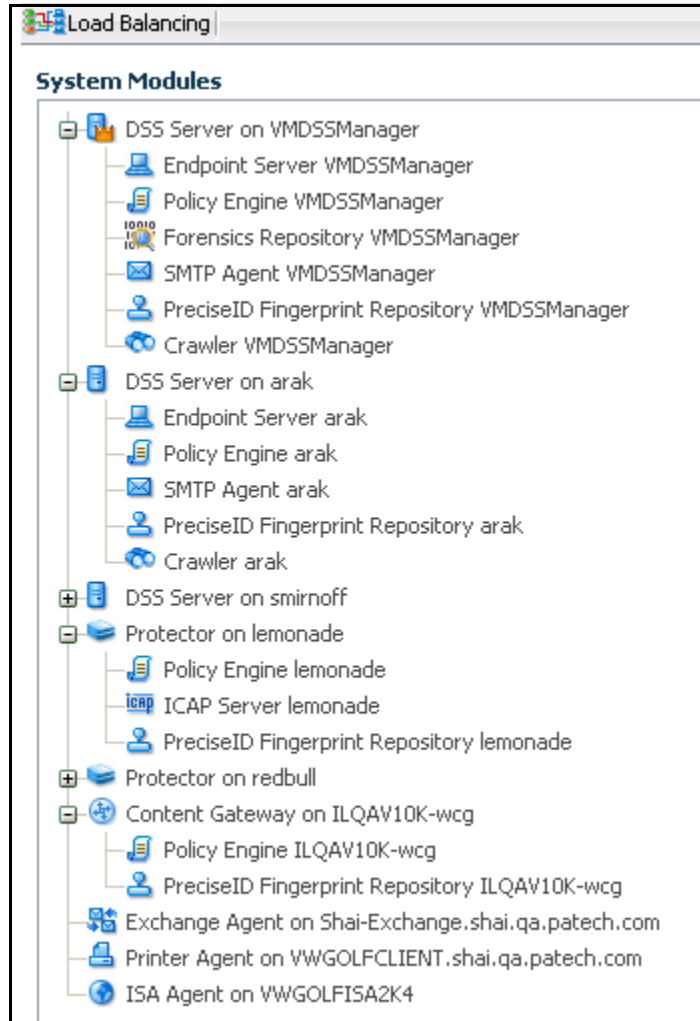 Load Balancing
System Modules
DSS Server on VMDSSManager
Endpoint Server VMDSSManager
Policy Engine VMDSSManager
Forensics Repository VMDSSManager
SMTP Agent VMDSSManager
PreciseID Fingerprint Repository VMDSSManager
Crawler VMDSSManager
DSS Server on arak
Endpoint Server arak
Policy Engine arak
SMTP Agent arak
PreciseID Fingerprint Repository arak
Crawler arak
DSS Server on smirnoff
Protector on lemonade
Policy Engine lemonade
icap ICAP Server lemonade
PreciseID Fingerprint Repository lemonade
Protector on redbull
Content Gateway on ILQAV10K-wcg
Policy Engine ILQAV10K-wcg
PreciseID Fingerprint Repository ILQAV10K-wcg
Exchange Agent on Shai-Exchange.shai.qa.patech.com
Printer Agent on VWGOLFCLIENT.shai.qa.patech.com
ISA Agent on VWGOLFISA2K4